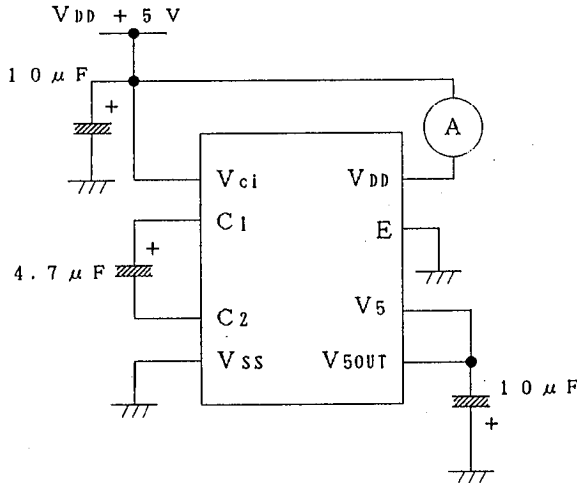 VDD + 5 V
10 μF
+
A
Vci
VDD
C1
E
+
4.7 μF
V5
C2
VSS
V5OUT
10 μF
+